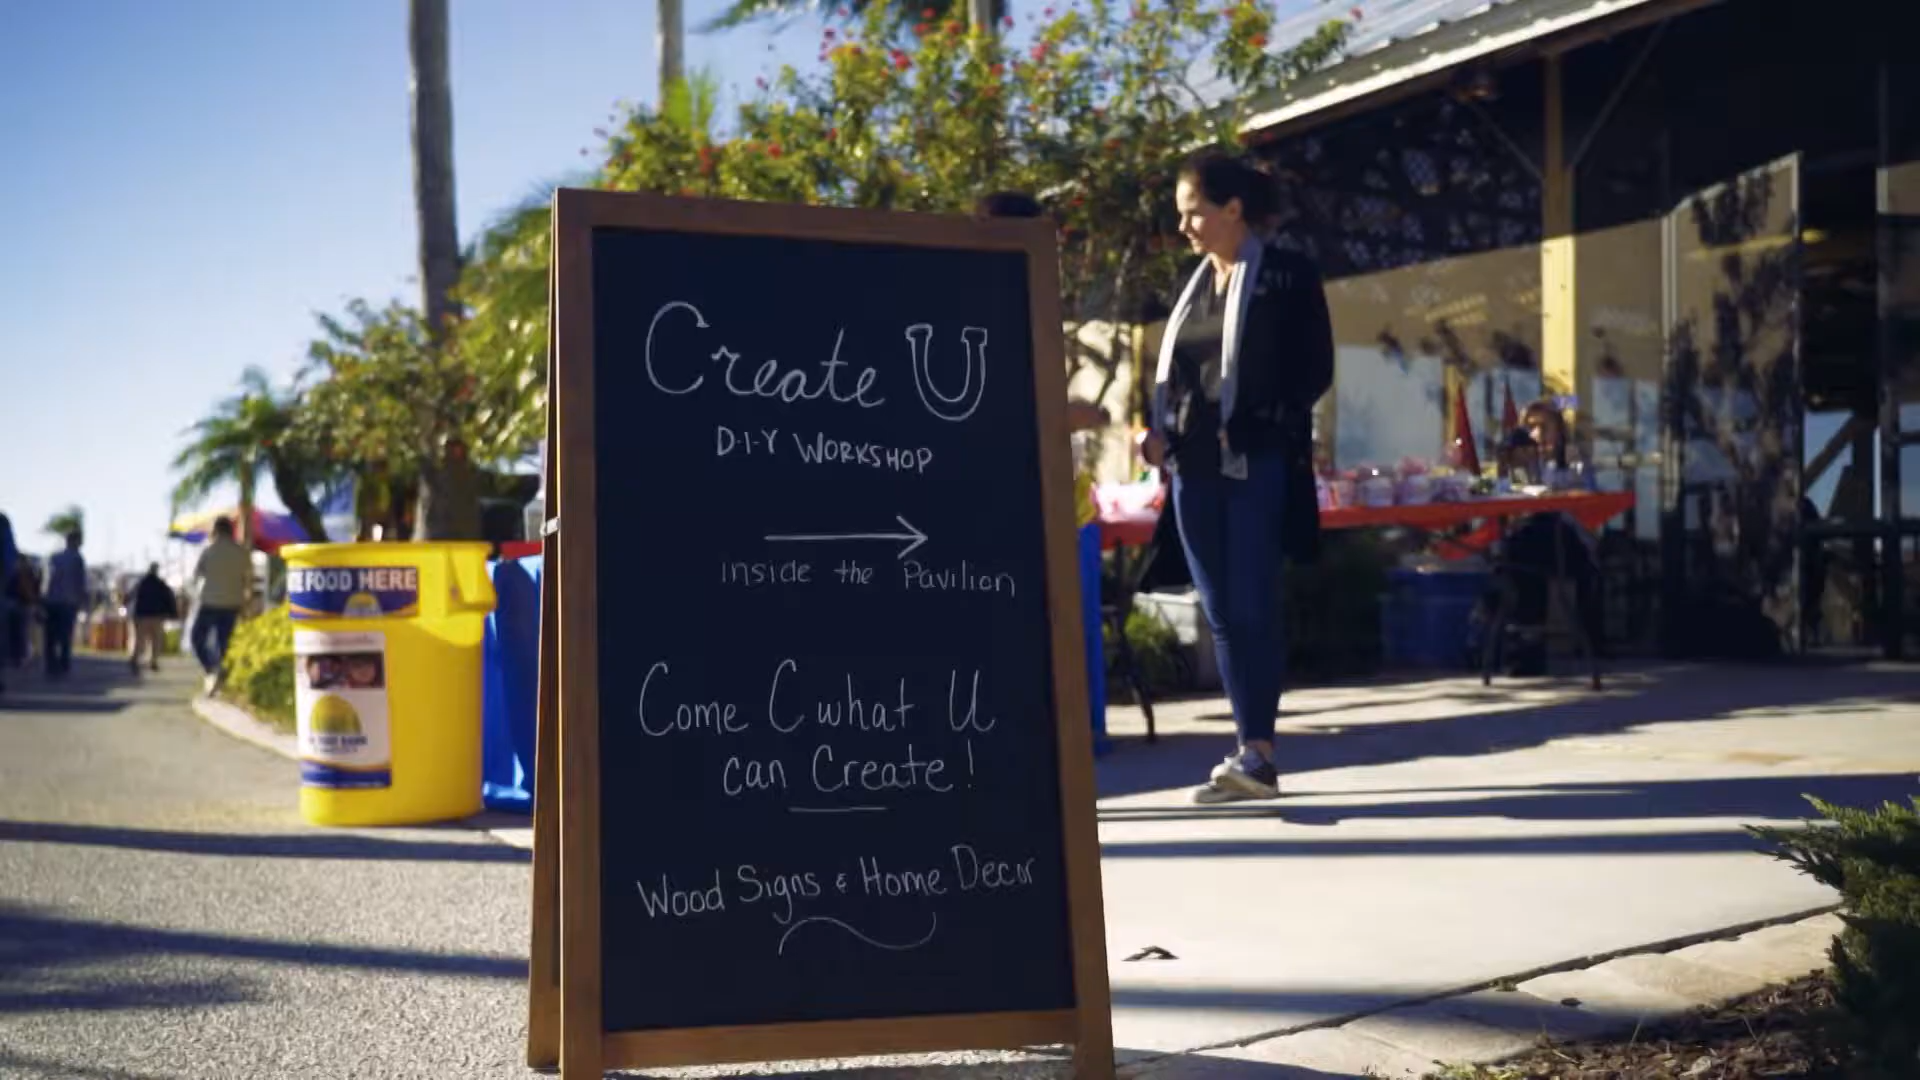 Create U
D-I-Y WORKSHOP
inside the Pavilion
Come C what U
can Create!
Wood Signs & Home Decor
FOOD HERE